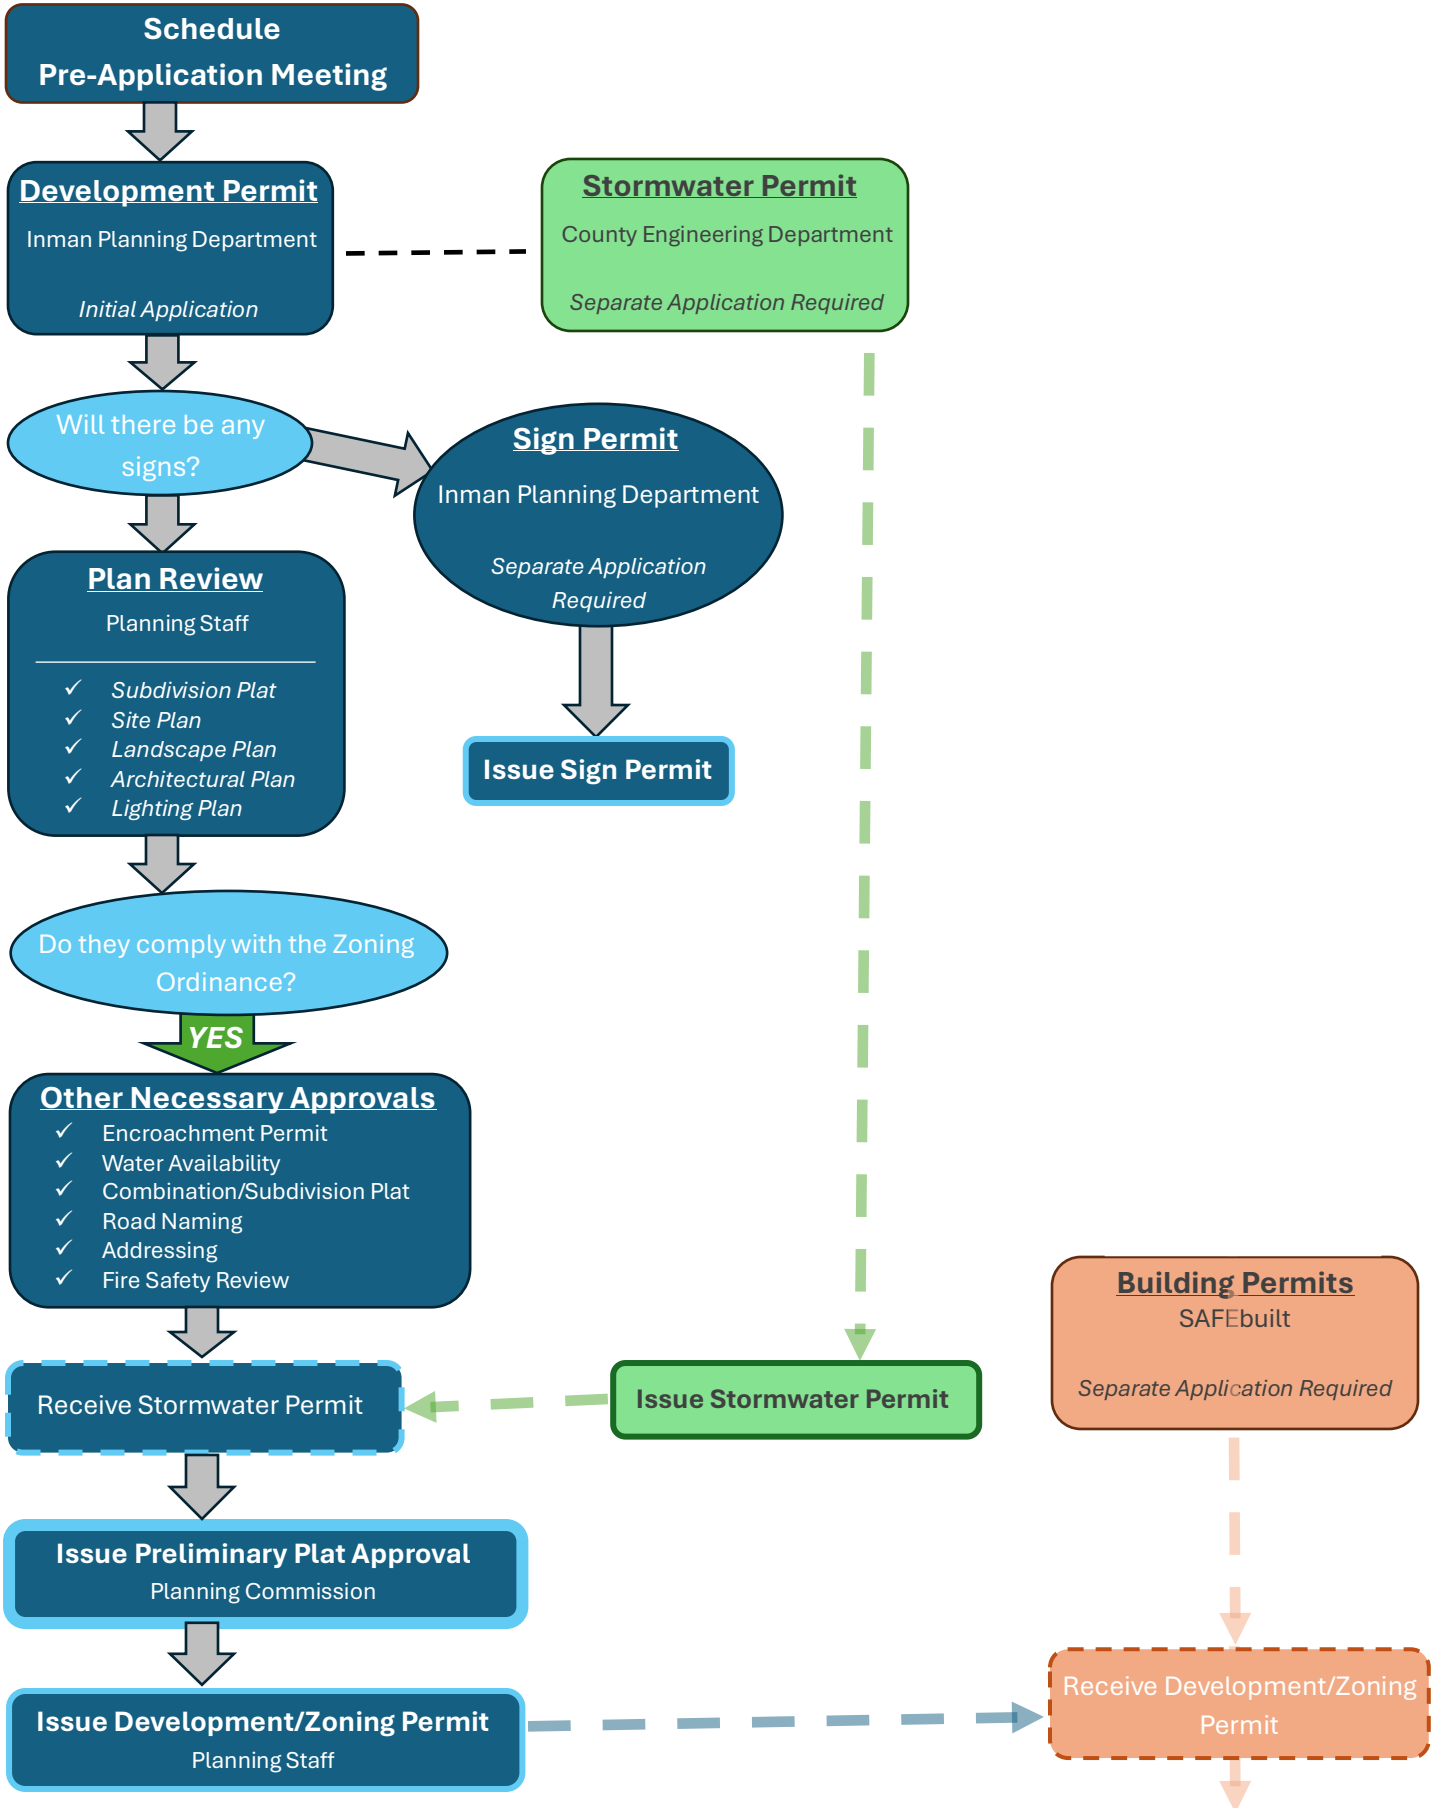 Schedule
Pre-Application Meeting
Development Permit
Inman Planning Department
Initial Application
Stormwater Permit
County Engineering Department
Separate Application Required
Will there be any
signs?
Sign Permit
Inman Planning Department
Separate Application
Required
Issue Sign Permit
Plan Review
Planning Staff
✓ Subdivision Plat
✓ Site Plan
✓ Landscape Plan
✓ Architectural Plan
✓ Lighting Plan
Do they comply with the Zoning
Ordinance?
YES
Other Necessary Approvals
✓ Encroachment Permit
✓ Water Availability
✓ Combination/Subdivision Plat
✓ Road Naming
✓ Addressing
✓ Fire Safety Review
Building Permits
SAFEbuilt
Separate Application Required
Receive Stormwater Permit
Issue Stormwater Permit
Issue Preliminary Plat Approval
Planning Commission
Issue Development/Zoning Permit
Planning Staff
Receive Development/Zoning
Permit